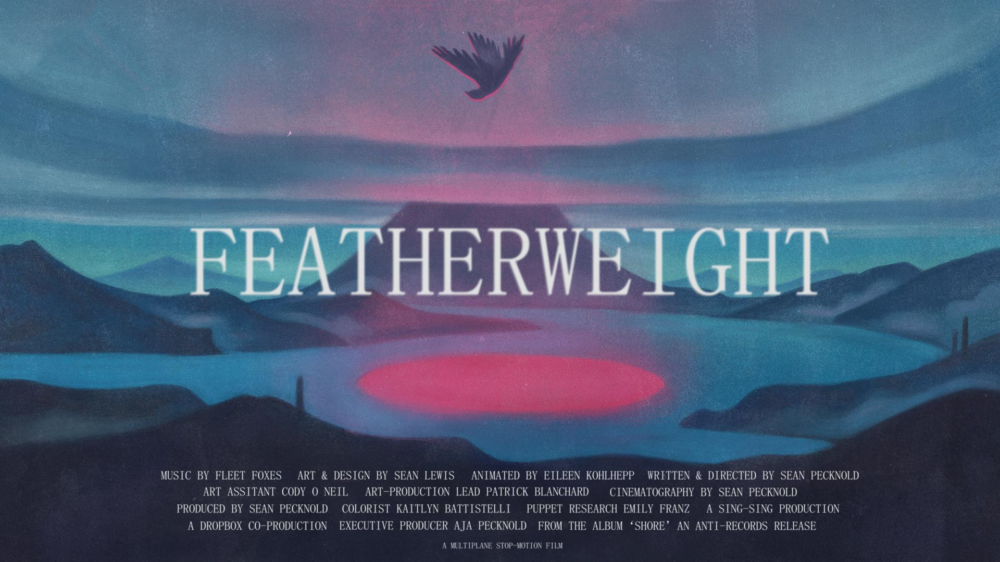 FEATHERWEIGHT
MUSIC BY FLEET FOXES ART & DESIGN BY SEAN LEWIS ANIMATED BY EILEEN KOHLHEPP WRITTEN & DIRECTED BY SEAN PECKNOLD
ART ASSITANT CODY O NEIL ART-PRODUCTION LEAD PATRICK BLANCHARD CINEMATOGRAPHY BY SEAN PECKNOLD
PRODUCED BY SEAN PECKNOLD COLORIST KAITLYN BATTISTELLI PUPPET RESEARCH EMILY FRANZ A SING-SING PRODUCTION
A DROPBOX CO-PRODUCTION EXECUTIVE PRODUCER AJA PECKNOLD FROM THE ALBUM ‘SHORE’ AN ANTI-RECORDS RELEASE
A MULTIPLANE STOP-MOTION FILM